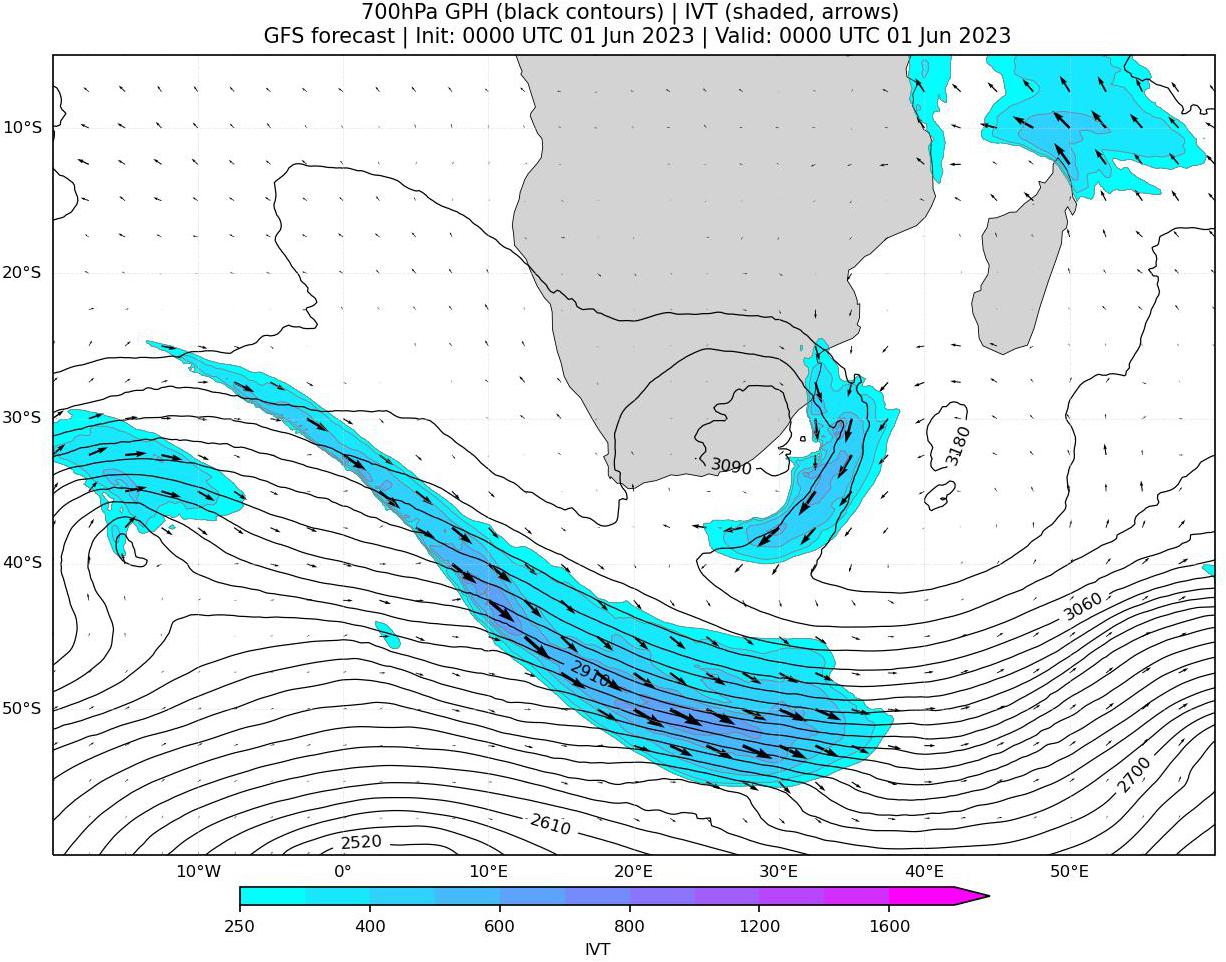 700hPa GPH (black contours) | IVT (shaded, arrows)
GFS forecast | Init: 0000 UTC 01 Jun 2023 | Valid: 0000 UTC 01 Jun 2023
10°S
20°S
30°S
3180
3090
40°S
3060
2910
50°S
2700
2610
2520
10°W 0° 10°E 20°E 30°E 40°E 50°E
250 400 600 800 1200 1600
IVT